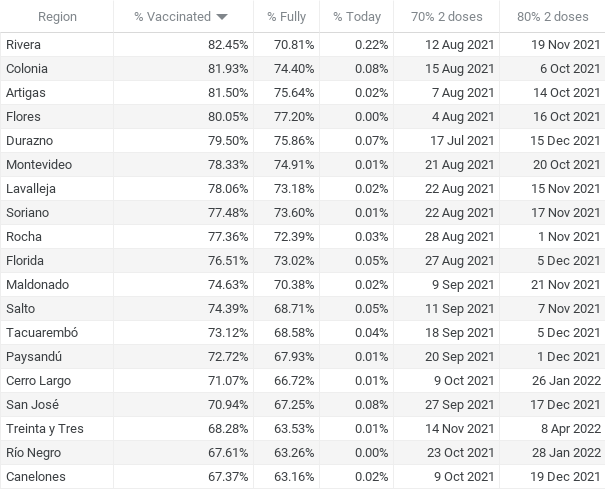 Region % Vaccinated % Fully % Today 70% 2 doses 80% 2 doses
Rivera 82.45% 70.81% 0.22% 12 Aug 2021 19 Nov 2021
Colonia 81.93% 74.40% 0.08% 15 Aug 2021 6 Oct 2021
Artigas 81.50% 75.64% 0.02% 7 Aug 2021 14 Oct 2021
Flores 80.05% 77.20% 0.00% 4 Aug 2021 16 Oct 2021
Durazno 79.50% 75.86% 0.07% 17 Jul 2021 15 Dec 2021
Montevideo 78.33% 74.91% 0.01% 21 Aug 2021 20 Oct 2021
Lavalleja 78.06% 73.18% 0.02% 22 Aug 2021 15 Nov 2021
Soriano 77.48% 73.60% 0.01% 22 Aug 2021 17 Nov 2021
Rocha 77.36% 72.39% 0.03% 28 Aug 2021 1 Nov 2021
Florida 76.51% 73.02% 0.05% 27 Aug 2021 5 Dec 2021
Maldonado 74.63% 70.38% 0.02% 9 Sep 2021 21 Nov 2021
Salto 74.39% 68.71% 0.05% 11 Sep 2021 7 Nov 2021
Tacuarembó 73.12% 68.58% 0.04% 18 Sep 2021 5 Dec 2021
Paysandú 72.72% 67.93% 0.01% 20 Sep 2021 1 Dec 2021
Cerro Largo 71.07% 66.72% 0.01% 9 Oct 2021 26 Jan 2022
San José 70.94% 67.25% 0.08% 27 Sep 2021 17 Dec 2021
Treinta y Tres 68.28% 63.53% 0.01% 14 Nov 2021 8 Apr 2022
Río Negro 67.61% 63.26% 0.00% 23 Oct 2021 28 Jan 2022
Canelones 67.37% 63.16% 0.02% 9 Oct 2021 19 Dec 2021